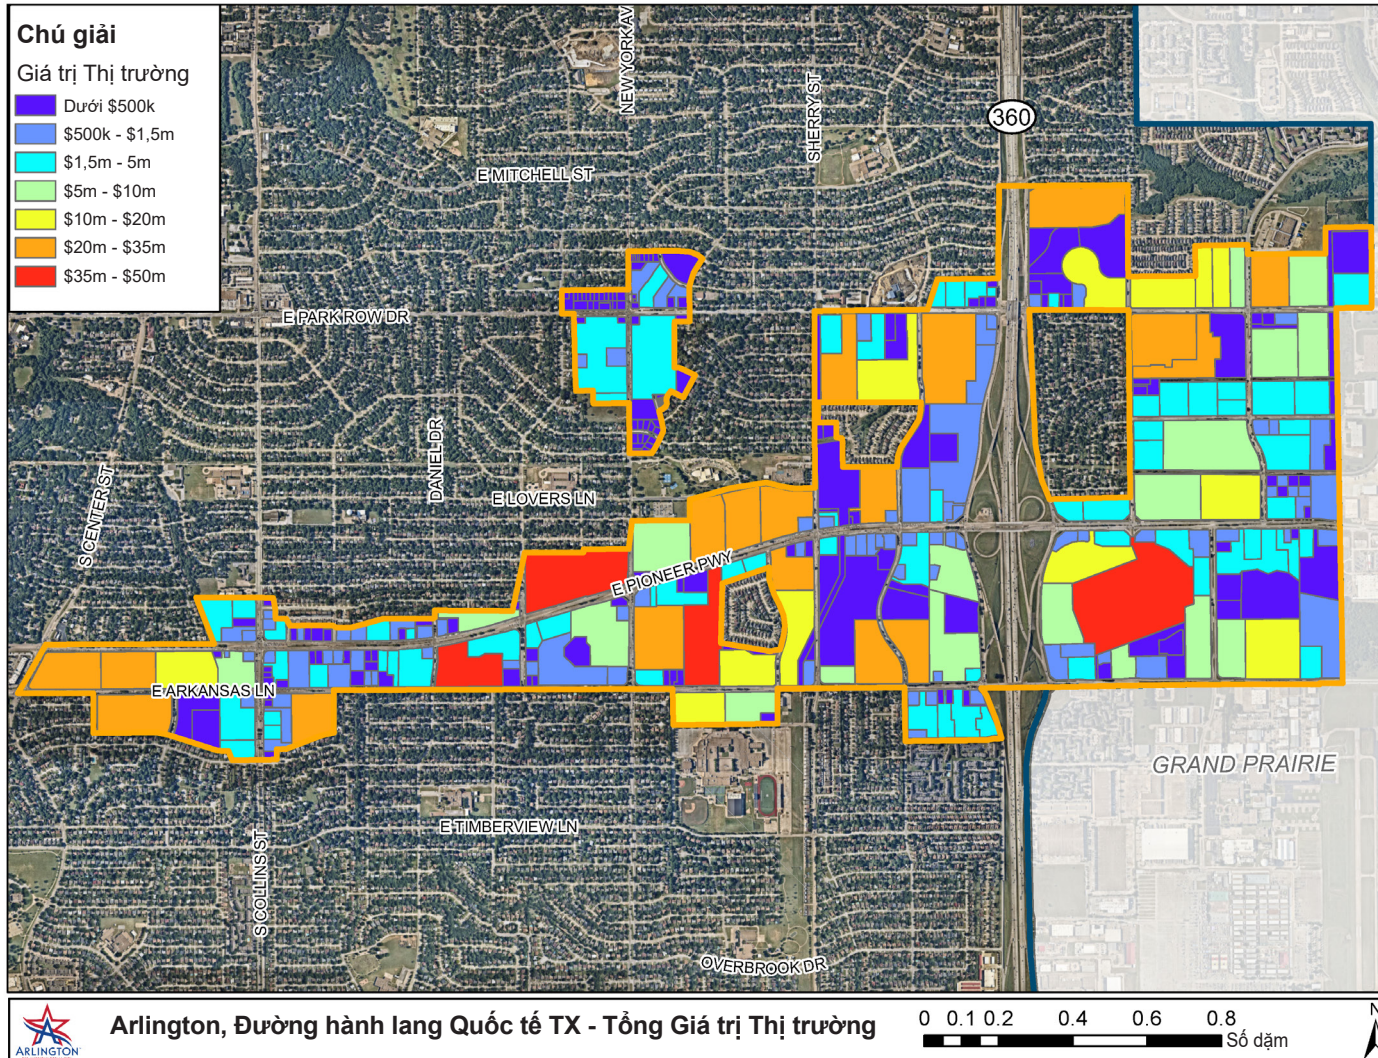 Chú giải
Giá trị Thị trường
Dưới $500k
$500k - $1,5m
$1,5m - 5m
$5m - $10m
$10m - $20m
$20m - $35m
$35m - $50m
NEW YORK AV
SHERRY ST
360
E MITCHELL ST
E PARK ROW DR
DANIEL DR
S CENTER ST
E LOVERS LN
E PIONEER PWY
E ARKANSAS LN
GRAND PRAIRIE
E TIMBERVIEW LN
S COLLINS ST
OVERBROOK DR
ARLINGTON
Arlington, Đường hành lang Quốc tế TX - Tổng Giá trị Thị trường
0 0.1 0.2 0.4 0.6 0.8
Số dặm
N